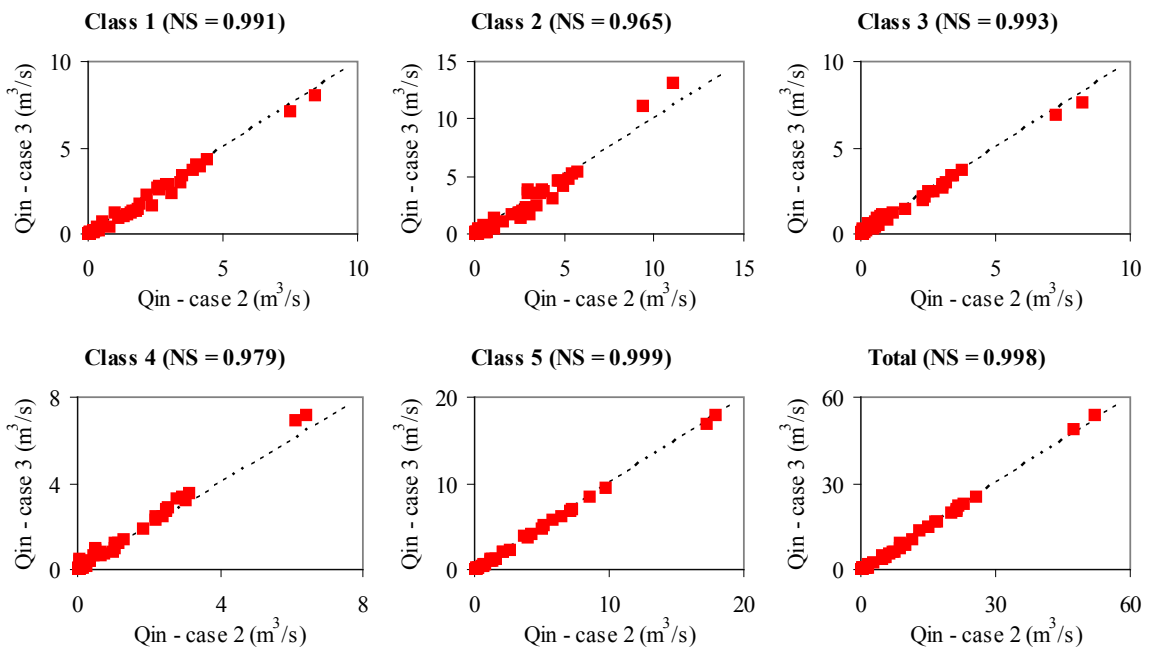 Class 1 (NS = 0.991)
Qin - case 3 (m³/s)
10
5
0
0 5 10
Qin - case 2 (m³/s)
Class 2 (NS = 0.965)
Qin - case 3 (m³/s)
15
10
5
0
0 5 10 15
Qin - case 2 (m³/s)
Class 3 (NS = 0.993)
Qin - case 3 (m³/s)
10
5
0
0 5 10
Qin - case 2 (m³/s)
Class 4 (NS = 0.979)
Qin - case 3 (m³/s)
8
4
0
0 4 8
Qin - case 2 (m³/s)
Class 5 (NS = 0.999)
Qin - case 3 (m³/s)
20
10
0
0 10 20
Qin - case 2 (m³/s)
Total (NS = 0.998)
Qin - case 3 (m³/s)
60
30
0
0 30 60
Qin - case 2 (m³/s)